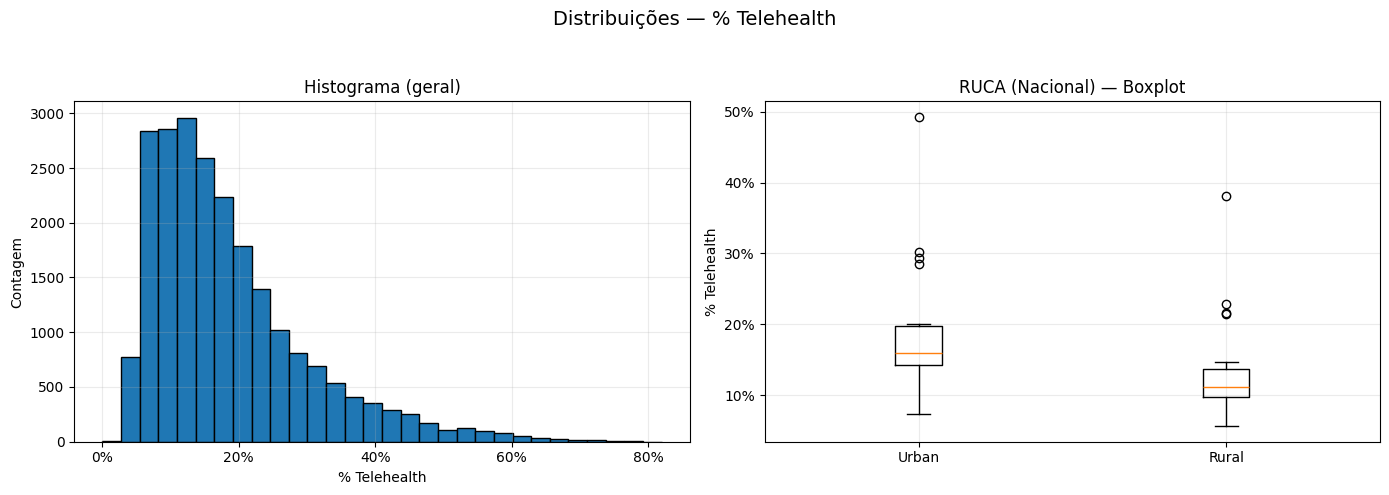 Distribuições — % Telehealth
Histograma (geral)
Contagem
3000
2500
2000
1500
1000
500
0
0%
20%
40%
60%
80%
% Telehealth
RUCA (Nacional) — Boxplot
% Telehealth
50%
40%
30%
20%
10%
Urban
Rural